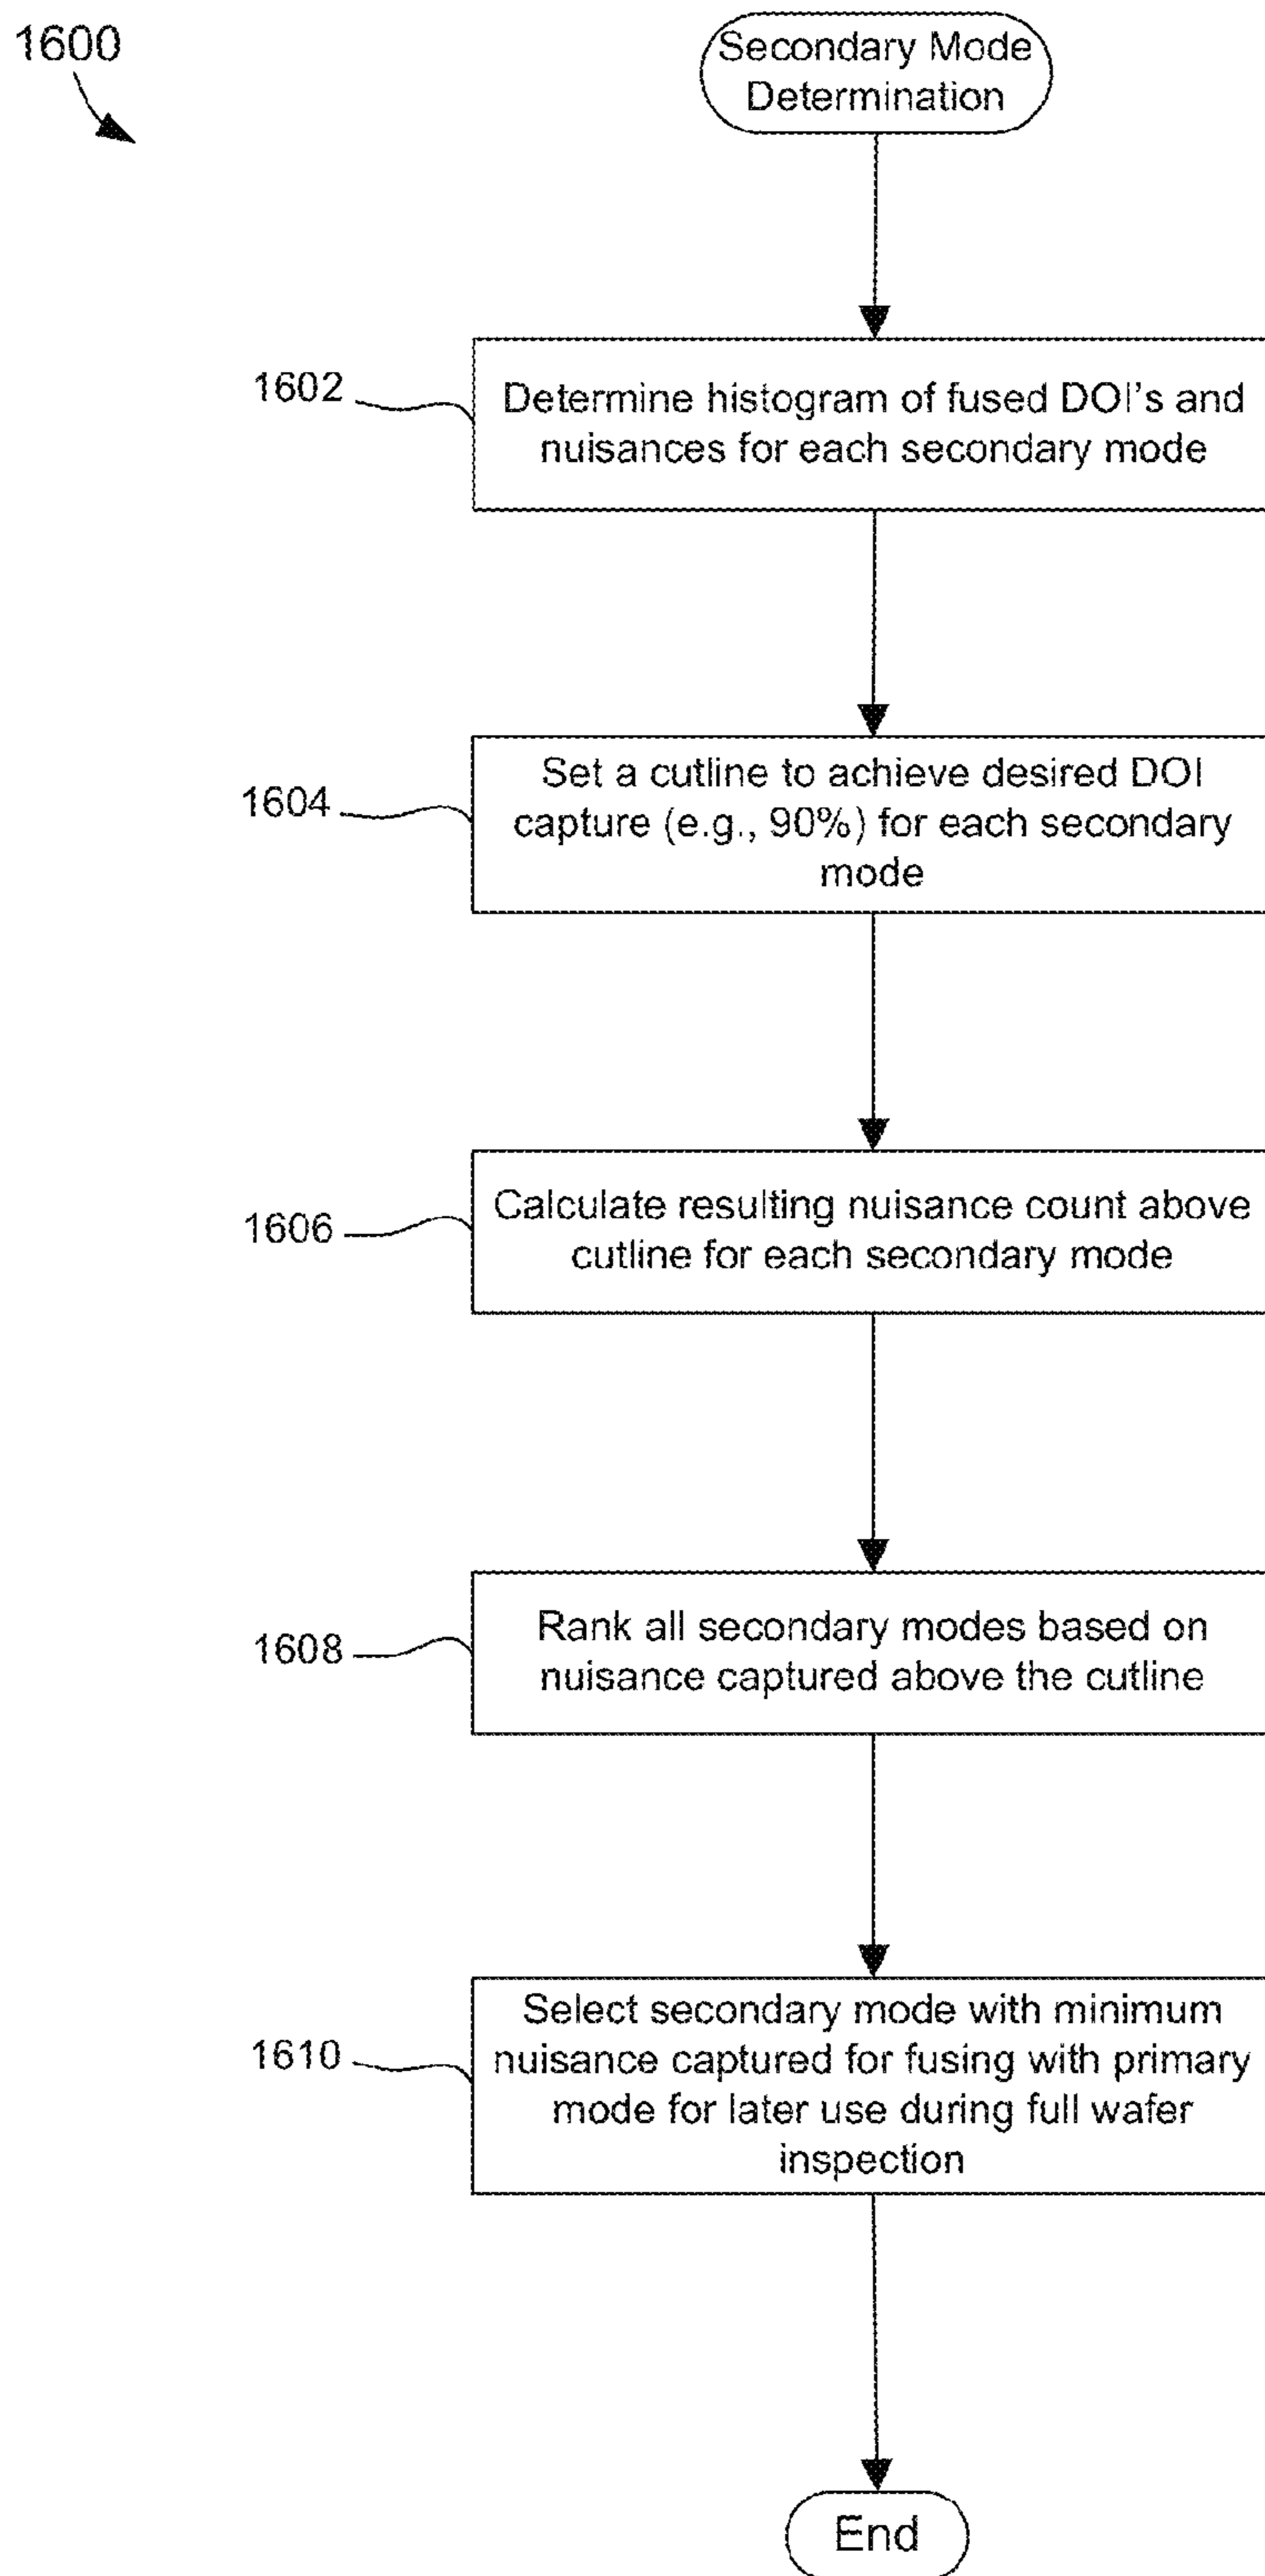 1600
Secondary Mode
Determination
1602
Determine histogram of fused DOI's and
nuisances for each secondary mode
1604
Set a cutline to achieve desired DOI
capture (e.g., 90%) for each secondary
mode
1606
Calculate resulting nuisance count above
cutline for each secondary mode
1608
Rank all secondary modes based on
nuisance captured above the cutline
1610
Select secondary mode with minimum
nuisance captured for fusing with primary
mode for later use during full wafer
inspection
End